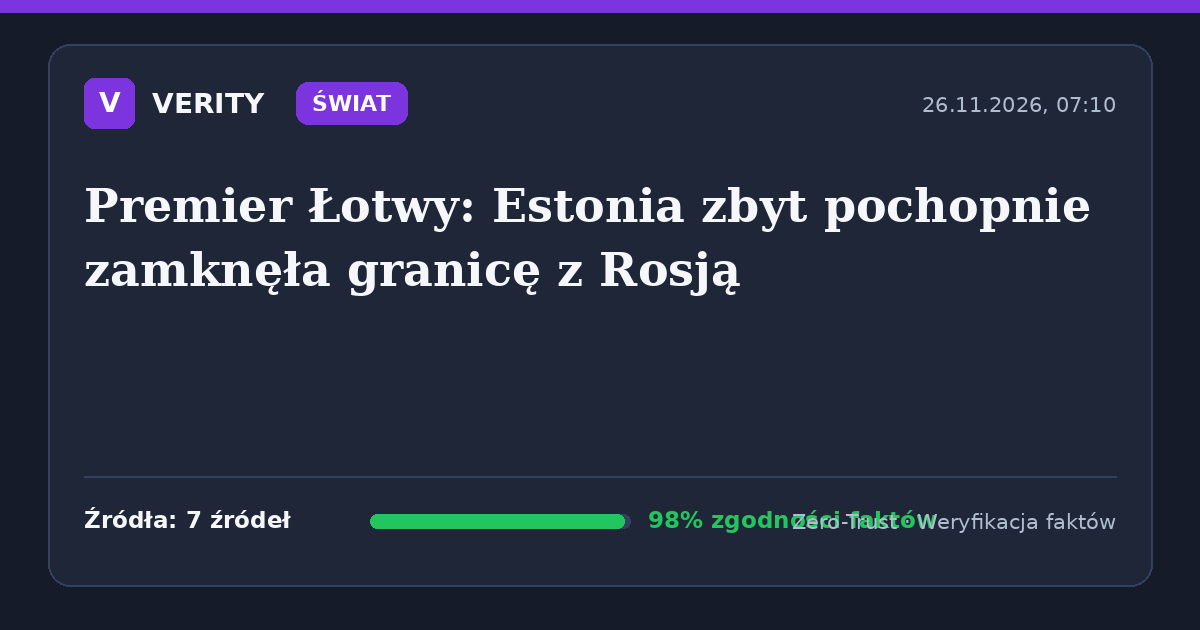 V VERITY ŚWIAT 26.11.2026, 07:10
Premier Łotwy: Estonia zbyt pochopnie
zamknęła granicę z Rosją
Źródła: 7 źródeł 98% zgodności faktów Zero-Trust · Weryfikacja faktów